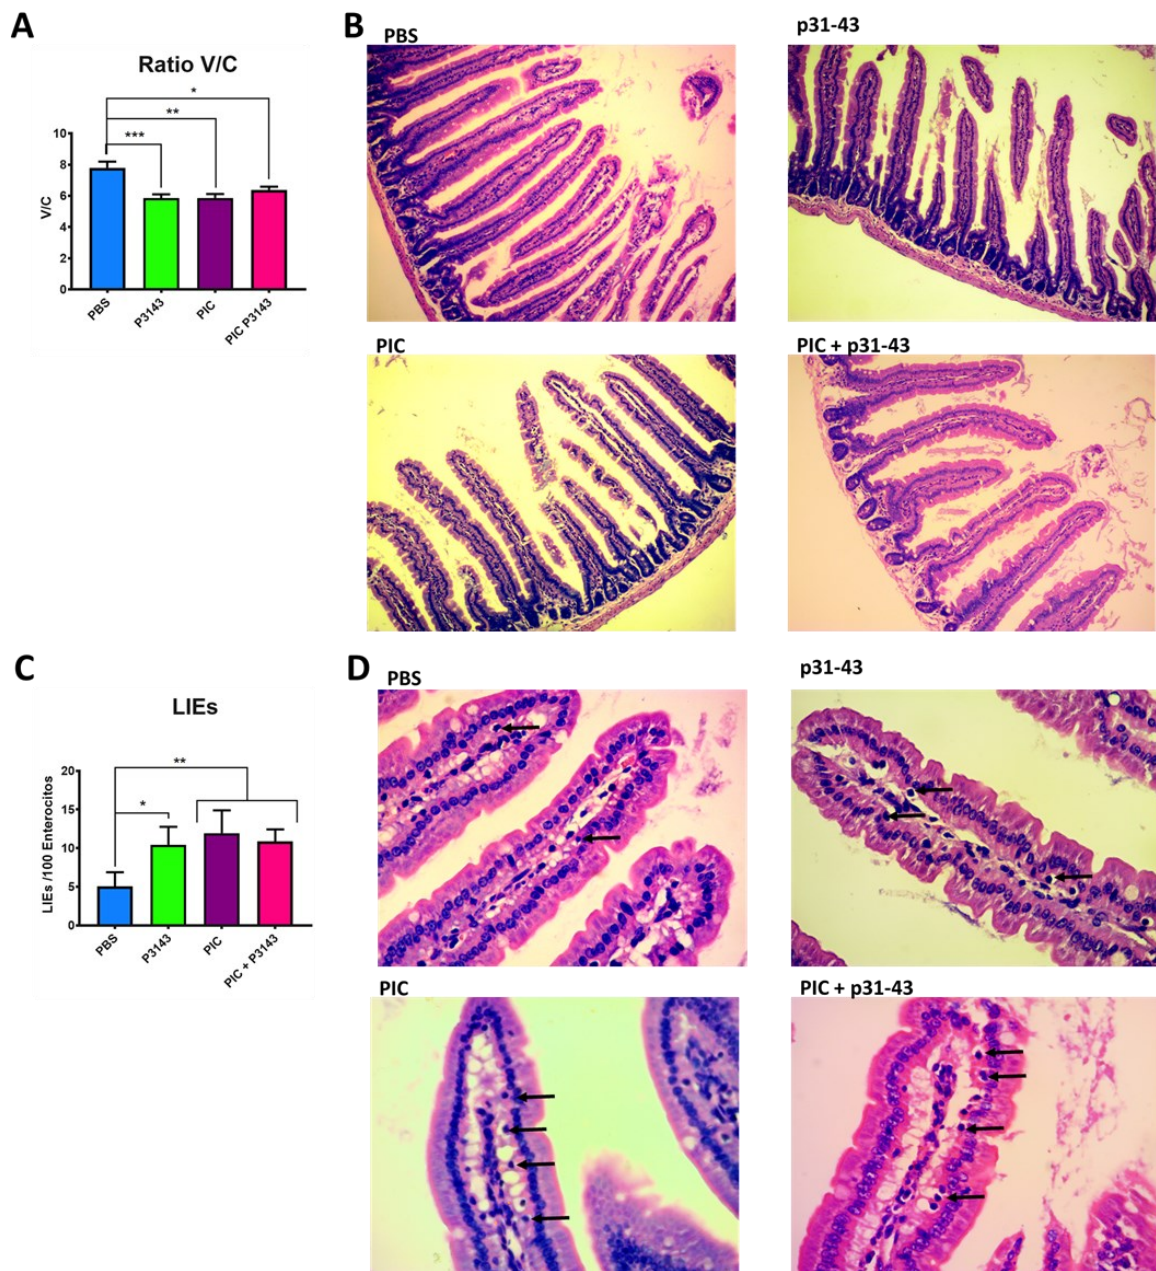 A
Ratio V/C
*
**
***
10
8
6
4
2
0
V/C
PBS
P3143
PIC
PIC P3143
B
PBS
p31-43
PIC
PIC + p31-43
C
LIEs
**
*
20
15
10
5
0
LIEs /100 Enterocitos
PBS
P3143
PIC
PIC + P3143
D
PBS
p31-43
PIC
PIC + p31-43